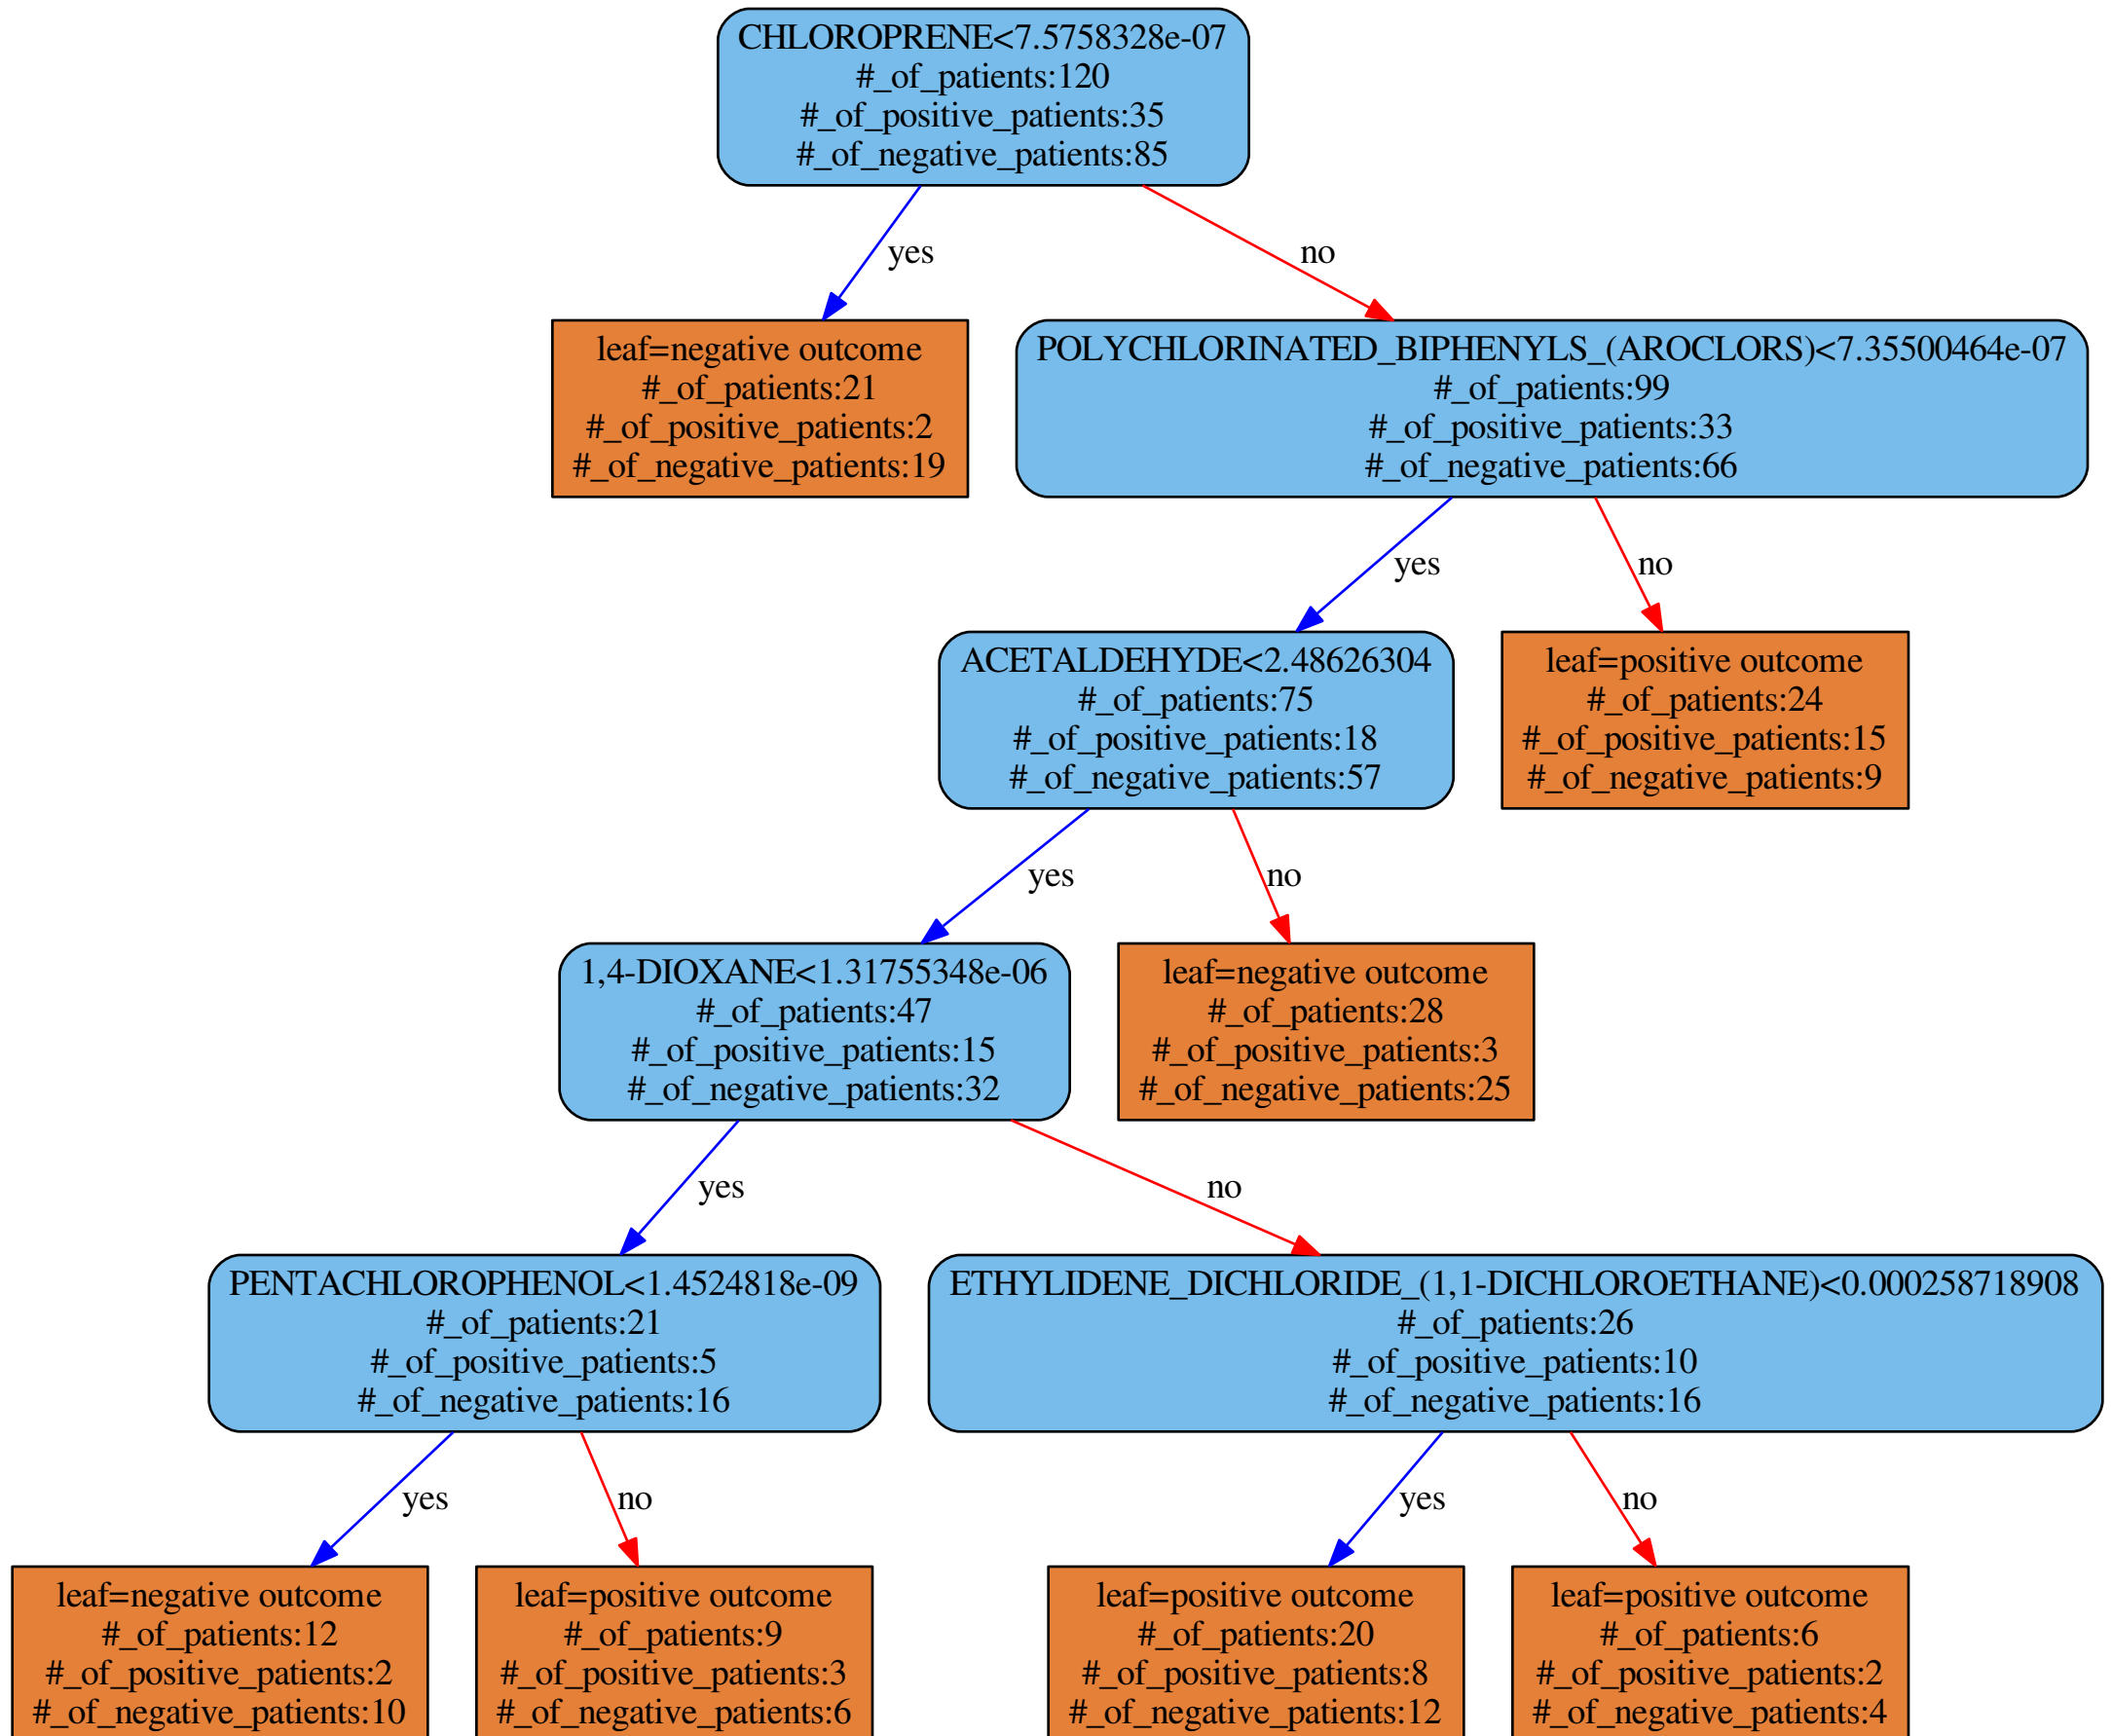 CHLOROPRENE<7.5758328e-07
#_of_patients:120
#_of_positive_patients:35
#_of_negative_patients:85
yes
no
leaf=negative outcome
#_of_patients:21
#_of_positive_patients:2
#_of_negative_patients:19
POLYCHLORINATED_BIPHENYLS_(AROCLORS)<7.35500464e-07
#_of_patients:99
#_of_positive_patients:33
#_of_negative_patients:66
yes
no
ACETALDEHYDE<2.48626304
#_of_patients:75
#_of_positive_patients:18
#_of_negative_patients:57
leaf=positive outcome
#_of_patients:24
#_of_positive_patients:15
#_of_negative_patients:9
yes
no
1,4-DIOXANE<1.31755348e-06
#_of_patients:47
#_of_positive_patients:15
#_of_negative_patients:32
leaf=negative outcome
#_of_patients:28
#_of_positive_patients:3
#_of_negative_patients:25
yes
no
PENTACHLOROPHENOL<1.4524818e-09
#_of_patients:21
#_of_positive_patients:5
#_of_negative_patients:16
ETHYLIDENE_DICHLORIDE_(1,1-DICHLOROETHANE)<0.000258718908
#_of_patients:26
#_of_positive_patients:10
#_of_negative_patients:16
yes
no
yes
no
leaf=negative outcome
#_of_patients:12
#_of_positive_patients:2
#_of_negative_patients:10
leaf=positive outcome
#_of_patients:9
#_of_positive_patients:3
#_of_negative_patients:6
leaf=positive outcome
#_of_patients:20
#_of_positive_patients:8
#_of_negative_patients:12
leaf=positive outcome
#_of_patients:6
#_of_positive_patients:2
#_of_negative_patients:4